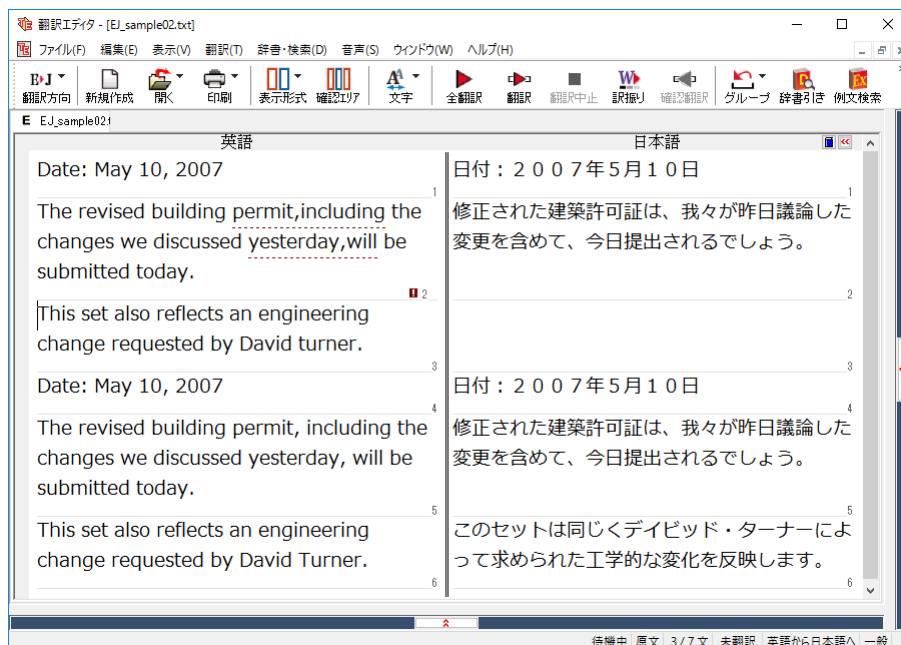 翻訳エディタ - [EJ_sample02.txt]
ファイル(F) 編集(E) 表示(V) 翻訳(T) 辞書・検索(D) 音声(S) ウィンドウ(W) ヘルプ(H)
E▸J
翻訳方向 新規作成 開く 印刷 表示形式 確認エリア 文字 全翻訳 翻訳 翻訳中止 訳振り 確認翻訳 グループ 辞書引き 例文検索
E EJ_sample02.t
英語 日本語
Date: May 10, 2007
1
日付：２００７年５月１０日
1
The revised building permit,including the
changes we discussed yesterday,will be
submitted today.
2
修正された建築許可証は、我々が昨日議論した
変更を含めて、今日提出されるでしょう。
2
This set also reflects an engineering
change requested by David turner.
3
3
Date: May 10, 2007
4
日付：２００７年５月１０日
4
The revised building permit, including the
changes we discussed yesterday, will be
submitted today.
5
修正された建築許可証は、我々が昨日議論した
変更を含めて、今日提出されるでしょう。
5
This set also reflects an engineering
change requested by David Turner.
6
このセットは同じくデイビッド・ターナーによ
って求められた工学的な変化を反映します。
6
待機中 原文 3/7文 未翻訳 英語から日本語へ 一般